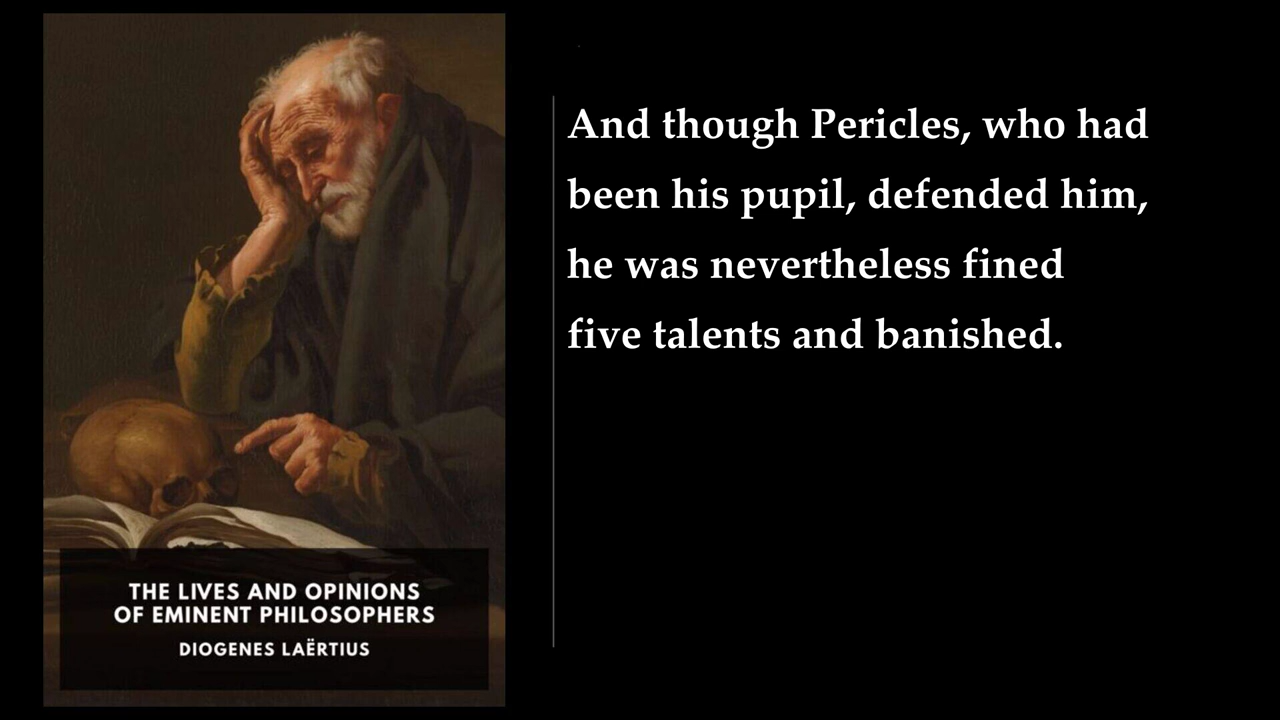 And though Pericles, who had
been his pupil, defended him,
he was nevertheless fined
five talents and banished.
THE LIVES AND OPINIONS
OF EMINENT PHILOSOPHERS
DIOGENES LAËRTIUS